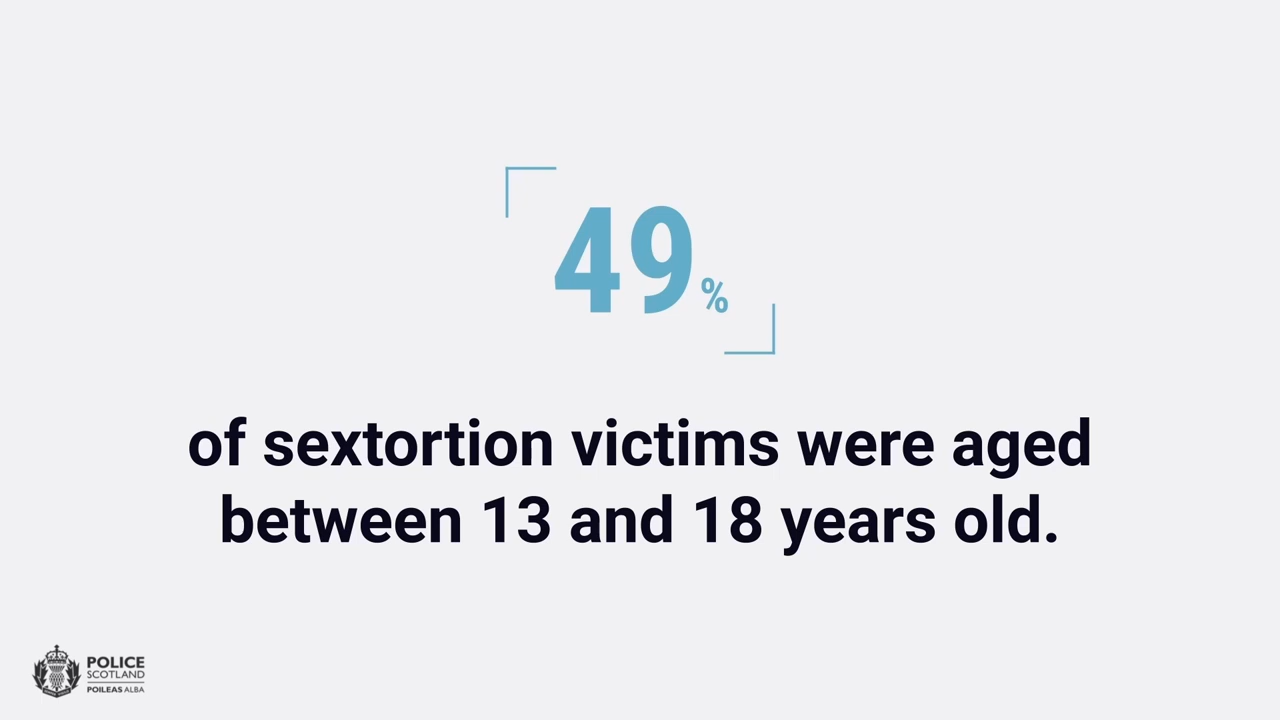 49%
of sextortion victims were aged
between 13 and 18 years old.
POLICE
SCOTLAND
POILEAS ALBA